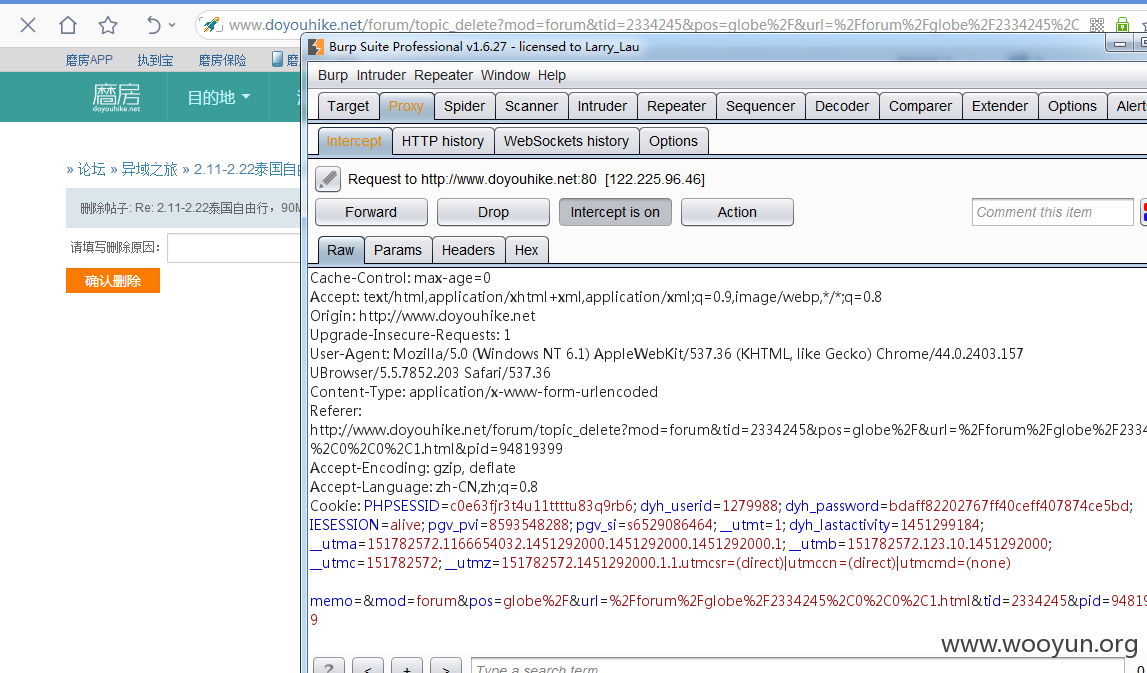 www.doyouhike.net/forum/topic_delete?mod=forum&tid=2334245&pos=globe%2F&url=%2Fforum%2Fglobe%2F2334245%2C
磨房APP 执到宝 磨房保险 磨
磨房
doyouhike.net
目的地
» 论坛 » 异域之旅 » 2.11-2.22泰国自由
删除帖子: Re: 2.11-2.22泰国自由行，90M
请填写删除原因:
确认删除
Burp Suite Professional v1.6.27 - licensed to Larry_Lau
Burp Intruder Repeater Window Help
Target Proxy Spider Scanner Intruder Repeater Sequencer Decoder Comparer Extender Options Alert
Intercept HTTP history WebSockets history Options
Request to http://www.doyouhike.net:80 [122.225.96.46]
Forward Drop Intercept is on Action Comment this item
Raw Params Headers Hex
Cache-Control: max-age=0
Accept: text/html,application/xhtml+xml,application/xml;q=0.9,image/webp,*/*;q=0.8
Origin: http://www.doyouhike.net
Upgrade-Insecure-Requests: 1
User-Agent: Mozilla/5.0 (Windows NT 6.1) AppleWebKit/537.36 (KHTML, like Gecko) Chrome/44.0.2403.157
UBrowser/5.5.7852.203 Safari/537.36
Content-Type: application/x-www-form-urlencoded
Referer:
http://www.doyouhike.net/forum/topic_delete?mod=forum&tid=2334245&pos=globe%2F&url=%2Fforum%2Fglobe%2F2334
%2C0%2C0%2C1.html&pid=94819399
Accept-Encoding: gzip, deflate
Accept-Language: zh-CN,zh;q=0.8
Cookie: PHPSESSID=c0e63fjr3t4u11ttttu83q9rb6; dyh_userid=1279988; dyh_password=bdaff82202767ff40ceff407874ce5bd;
IESESSION=alive; pgv_pvi=8593548288; pgv_si=s6529086464; __utmt=1; dyh_lastactivity=1451299184;
__utma=151782572.1166654032.1451292000.1451292000.1451292000.1; __utmb=151782572.123.10.1451292000;
__utmc=151782572; __utmz=151782572.1451292000.1.1.utmcsr=(direct)|utmccn=(direct)|utmcmd=(none)
memo=&mod=forum&pos=globe%2F&url=%2Fforum%2Fglobe%2F2334245%2C0%2C0%2C1.html&tid=2334245&pid=9481
9
www.wooyun.org
? < + > Type a search term 0